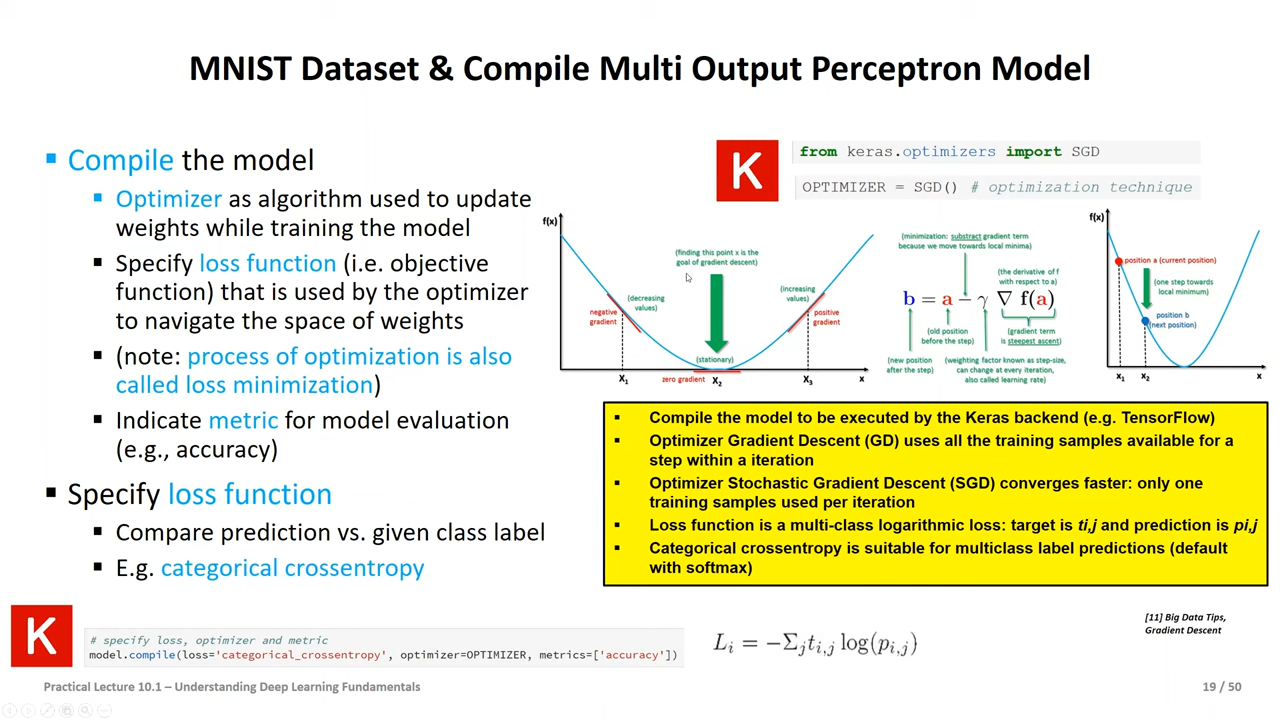 MNIST Dataset & Compile Multi Output Perceptron Model
▪ Compile the model
▪ Optimizer as algorithm used to update
weights while training the model
▪ Specify loss function (i.e. objective
function) that is used by the optimizer
to navigate the space of weights
▪ (note: process of optimization is also
called loss minimization)
▪ Indicate metric for model evaluation
(e.g., accuracy)
▪ Specify loss function
▪ Compare prediction vs. given class label
▪ E.g. categorical crossentropy
K
from keras.optimizers import SGD
OPTIMIZER = SGD() # optimization technique
f(x)
(finding this point x is the
goal of gradient descent)
(decreasing
values)
negative
gradient
(increasing
values)
positive
gradient
(stationary)
zero gradient
X1
X2
X3
x
(minimization: substract gradient term
because we move towards local minima)
(the derivative of f
with respect to a)
b = a − γ ∇ f(a)
(old position
before the step)
(gradient term
is steepest ascent)
(new position
after the step)
(weighting factor known as step-size,
can change at every iteration,
also called learning rate)
f(x)
position a (current position)
(one step towards
local minimum)
position b
(next position)
x1
x2
x
▪ Compile the model to be executed by the Keras backend (e.g. TensorFlow)
▪ Optimizer Gradient Descent (GD) uses all the training samples available for a
step within a iteration
▪ Optimizer Stochastic Gradient Descent (SGD) converges faster: only one
training samples used per iteration
▪ Loss function is a multi-class logarithmic loss: target is ti,j and prediction is pi,j
▪ Categorical crossentropy is suitable for multiclass label predictions (default
with softmax)
K
# specify loss, optimizer and metric
model.compile(loss='categorical_crossentropy', optimizer=OPTIMIZER, metrics=['accuracy'])
L_i = −Σ_j t_{i,j} log(p_{i,j})
[11] Big Data Tips,
Gradient Descent
Practical Lecture 10.1 – Understanding Deep Learning Fundamentals
19 / 50